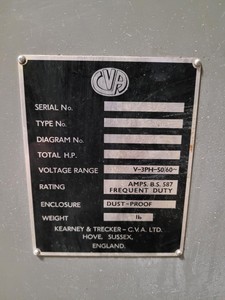 CVA
SERIAL No.
TYPE No.
DIAGRAM No.
TOTAL H.P.
VOLTAGE RANGE V-3PH-50/60~
RATING AMPS. B.S. 587
FREQUENT DUTY
ENCLOSURE DUST-PROOF
WEIGHT lb
KEARNEY & TRECKER - C.V.A. LTD.
HOVE, SUSSEX,
ENGLAND.